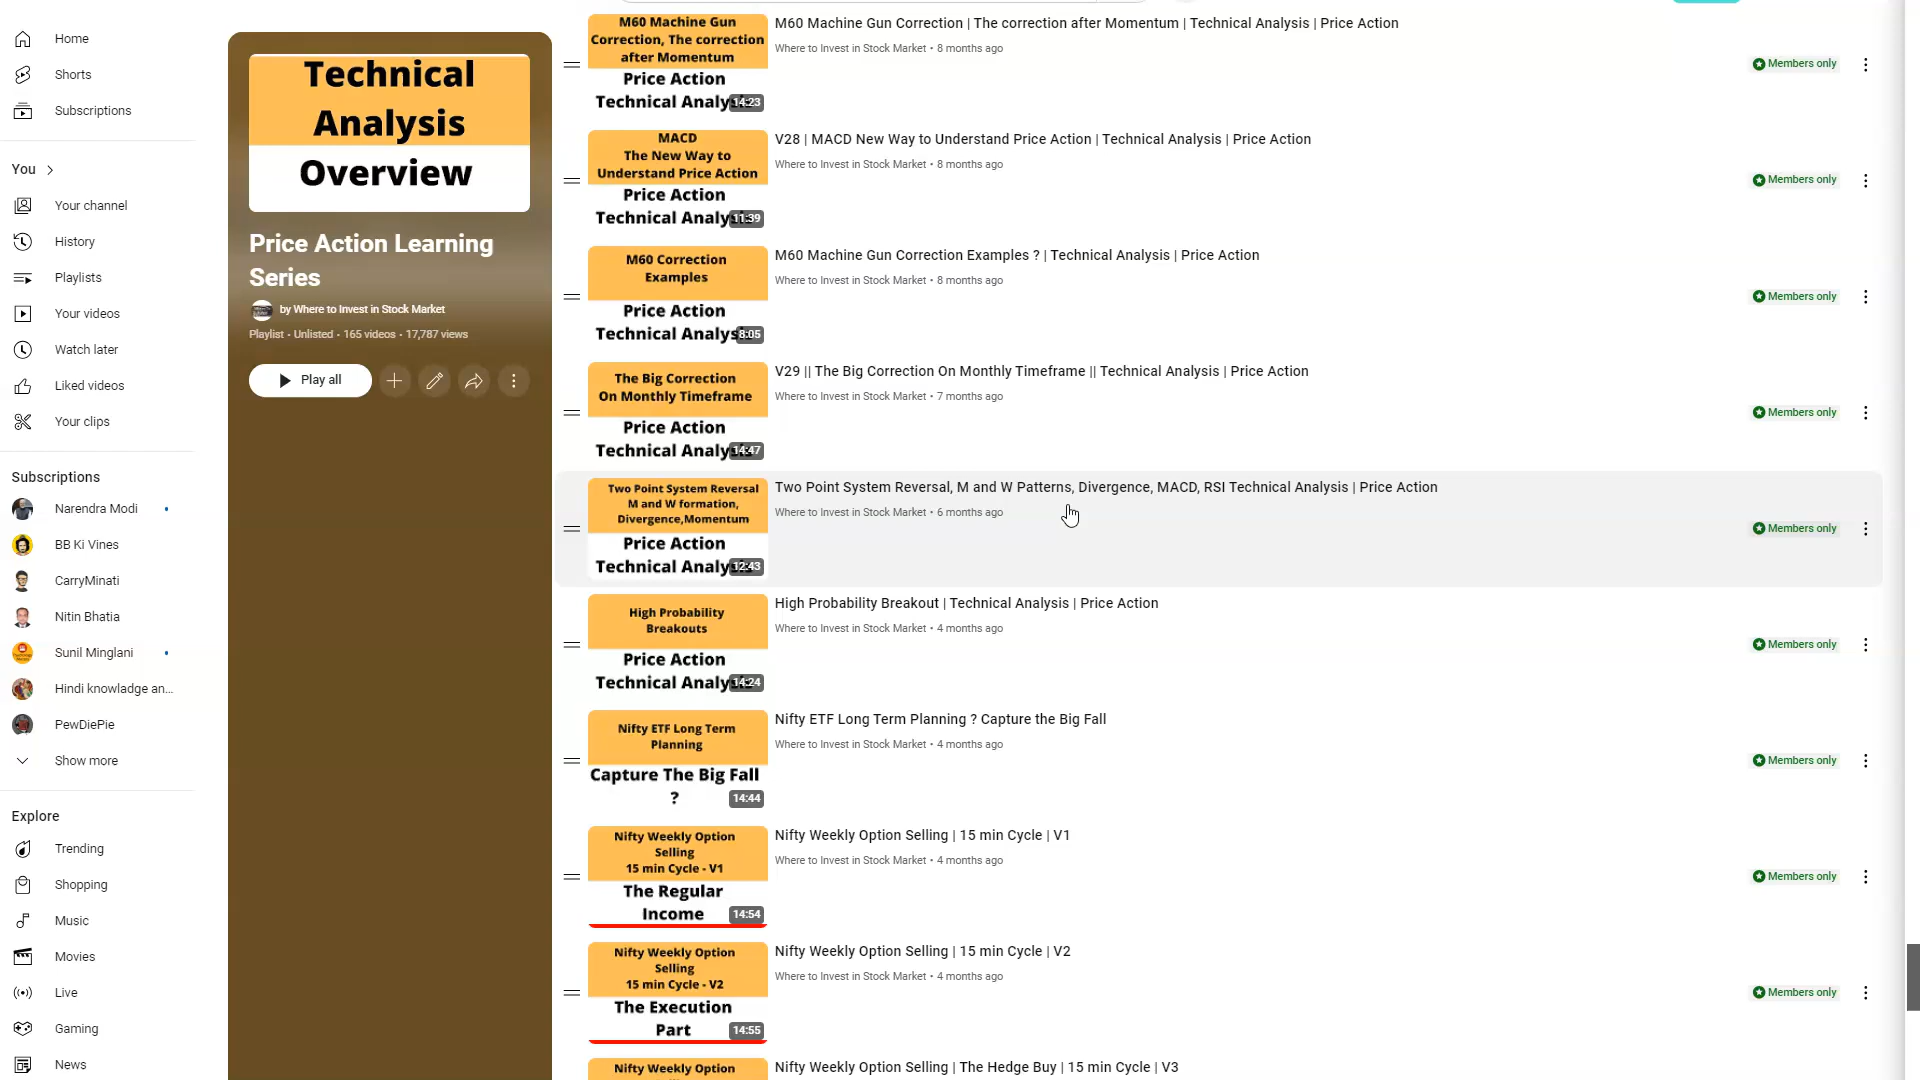 Home
Shorts
Subscriptions
You
Your channel
History
Playlists
Your videos
Watch later
Liked videos
Your clips
Subscriptions
Narendra Modi
BB Ki Vines
CarryMinati
Nitin Bhatia
Sunil Minglani
Hindi knowladge an...
PewDiePie
Show more
Explore
Trending
Shopping
Music
Movies
Live
Gaming
News
Technical
Analysis
Overview
Price Action Learning
Series
by Where to Invest in Stock Market
Playlist • Unlisted • 165 videos • 17,787 views
Play all
M60 Machine Gun
Correction, The correction
after Momentum
Price Action
Technical Analys
14:23
M60 Machine Gun Correction | The correction after Momentum | Technical Analysis | Price Action
Where to Invest in Stock Market • 8 months ago
Members only
MACD
The New Way to
Understand Price Action
Price Action
Technical Analys
11:39
V28 | MACD New Way to Understand Price Action | Technical Analysis | Price Action
Where to Invest in Stock Market • 8 months ago
Members only
M60 Correction
Examples
Price Action
Technical Analys
8:05
M60 Machine Gun Correction Examples ? | Technical Analysis | Price Action
Where to Invest in Stock Market • 8 months ago
Members only
The Big Correction
On Monthly Timeframe
Price Action
Technical Analys
14:47
V29 || The Big Correction On Monthly Timeframe || Technical Analysis | Price Action
Where to Invest in Stock Market • 7 months ago
Members only
Two Point System Reversal
M and W formation,
Divergence,Momentum
Price Action
Technical Analys
12:43
Two Point System Reversal, M and W Patterns, Divergence, MACD, RSI Technical Analysis | Price Action
Where to Invest in Stock Market • 6 months ago
Members only
High Probability
Breakouts
Price Action
Technical Analys
14:24
High Probability Breakout | Technical Analysis | Price Action
Where to Invest in Stock Market • 4 months ago
Members only
Nifty ETF Long Term
Planning
Capture The Big Fall
?
14:44
Nifty ETF Long Term Planning ? Capture the Big Fall
Where to Invest in Stock Market • 4 months ago
Members only
Nifty Weekly Option
Selling
15 min Cycle - V1
The Regular
Income
14:54
Nifty Weekly Option Selling | 15 min Cycle | V1
Where to Invest in Stock Market • 4 months ago
Members only
Nifty Weekly Option
Selling
15 min Cycle - V2
The Execution
Part
14:55
Nifty Weekly Option Selling | 15 min Cycle | V2
Where to Invest in Stock Market • 4 months ago
Members only
Nifty Weekly Option
Nifty Weekly Option Selling | The Hedge Buy | 15 min Cycle | V3